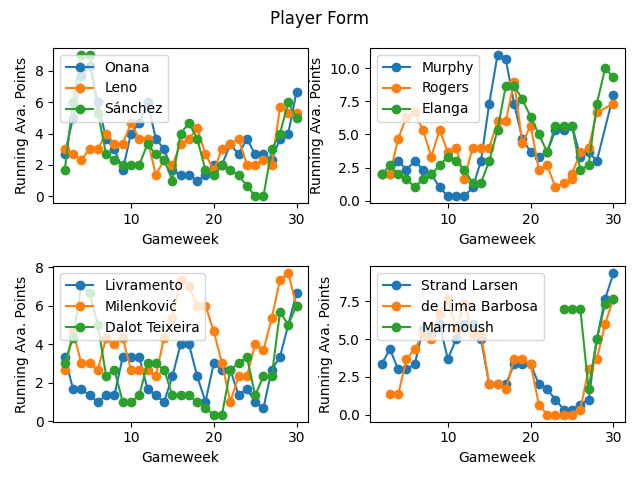 Player Form
Running Ava. Points
8
6
4
2
0
Onana
Leno
Sánchez
10
20
30
Gameweek
Running Ava. Points
10.0
7.5
5.0
2.5
0.0
Murphy
Rogers
Elanga
10
20
30
Gameweek
Running Ava. Points
8
6
4
2
0
Livramento
Milenković
Dalot Teixeira
10
20
30
Gameweek
Running Ava. Points
7.5
5.0
2.5
0.0
Strand Larsen
de Lima Barbosa
Marmoush
10
20
30
Gameweek